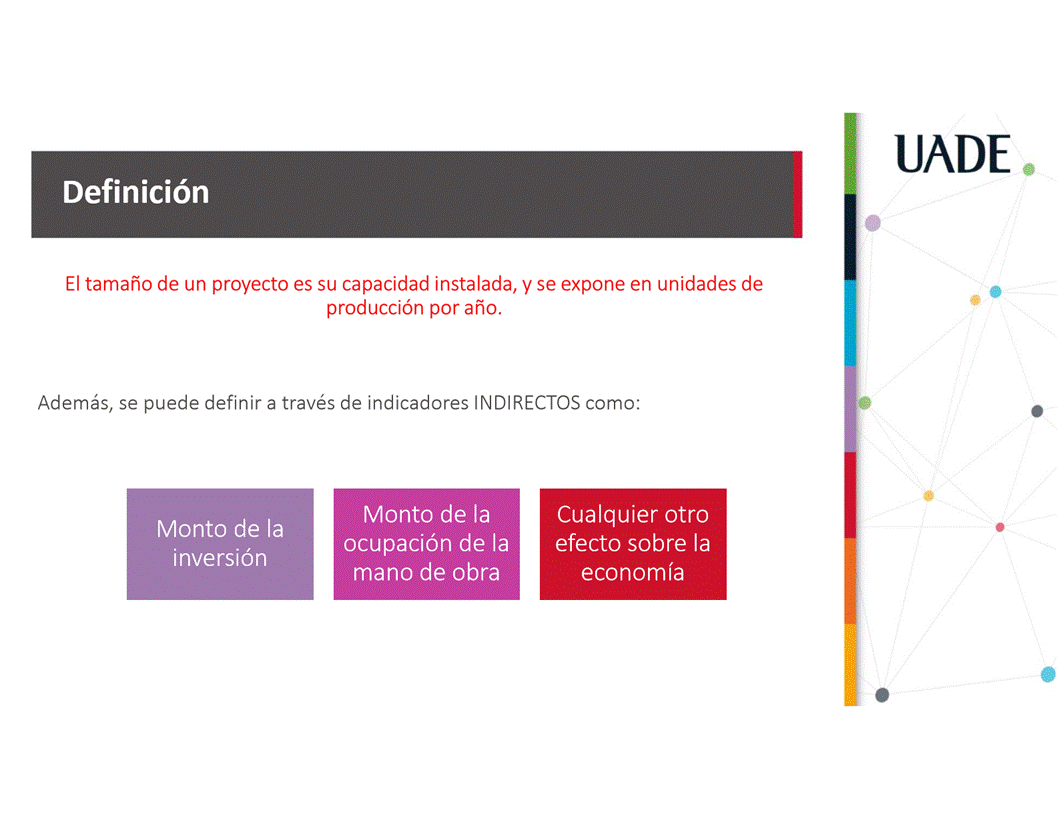 UADE
Definición
El tamaño de un proyecto es su capacidad instalada, y se expone en unidades de
producción por año.
Además, se puede definir a través de indicadores INDIRECTOS como:
Monto de la
inversión
Monto de la
ocupación de la
mano de obra
Cualquier otro
efecto sobre la
economía